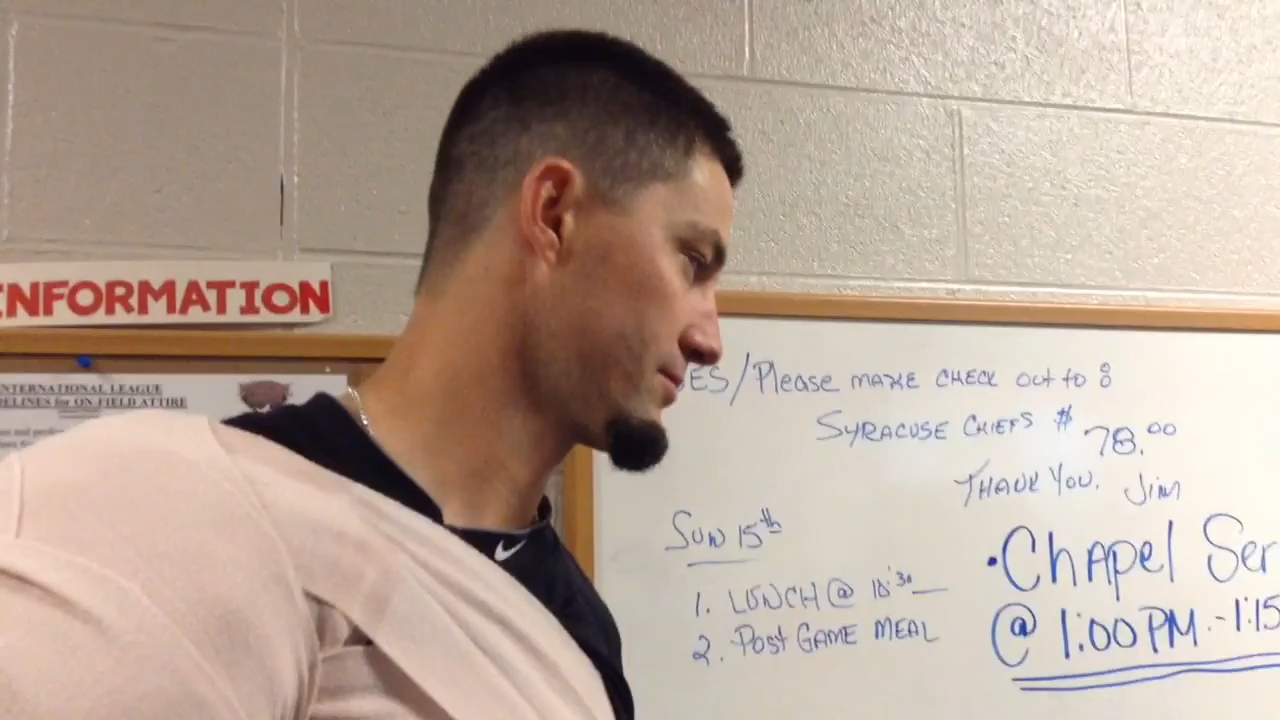 INFORMATION
INTERNATIONAL LEAGUE
DELINES for ON-FIELD ATTIRE
ES/Please make check out to :
Syracuse Chiefs $ 78.00
Thank You. Jim
Sun 15th
1. Lunch @ 10:30
2. Post Game Meal
• Chapel Ser
@ 1:00 PM - 1:15